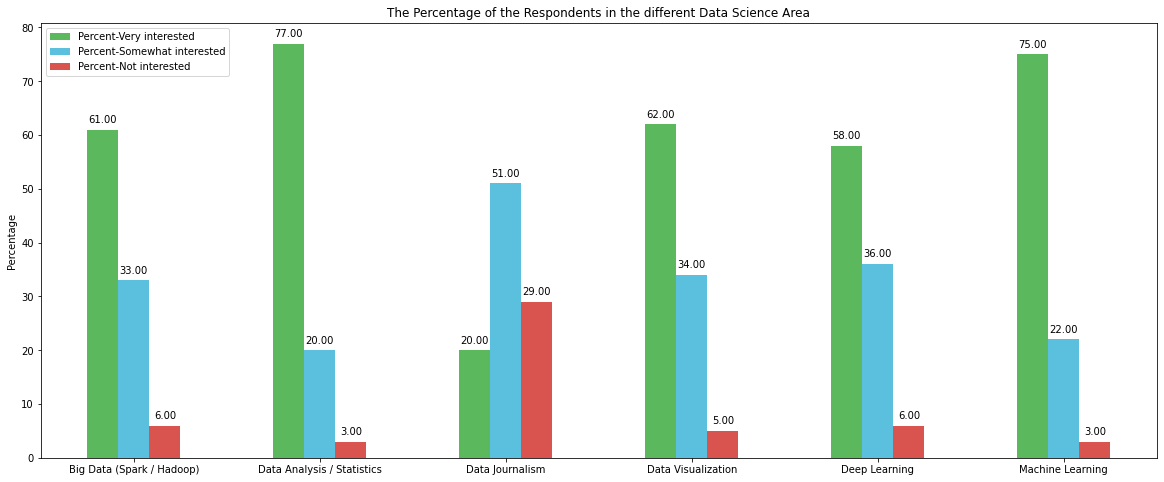 The Percentage of the Respondents in the different Data Science Area
Percent-Very interested
Percent-Somewhat interested
Percent-Not interested
Percentage
80
70
60
50
40
30
20
10
0
61.00
33.00
6.00
77.00
20.00
3.00
20.00
51.00
29.00
62.00
34.00
5.00
58.00
36.00
6.00
75.00
22.00
3.00
Big Data (Spark / Hadoop)
Data Analysis / Statistics
Data Journalism
Data Visualization
Deep Learning
Machine Learning